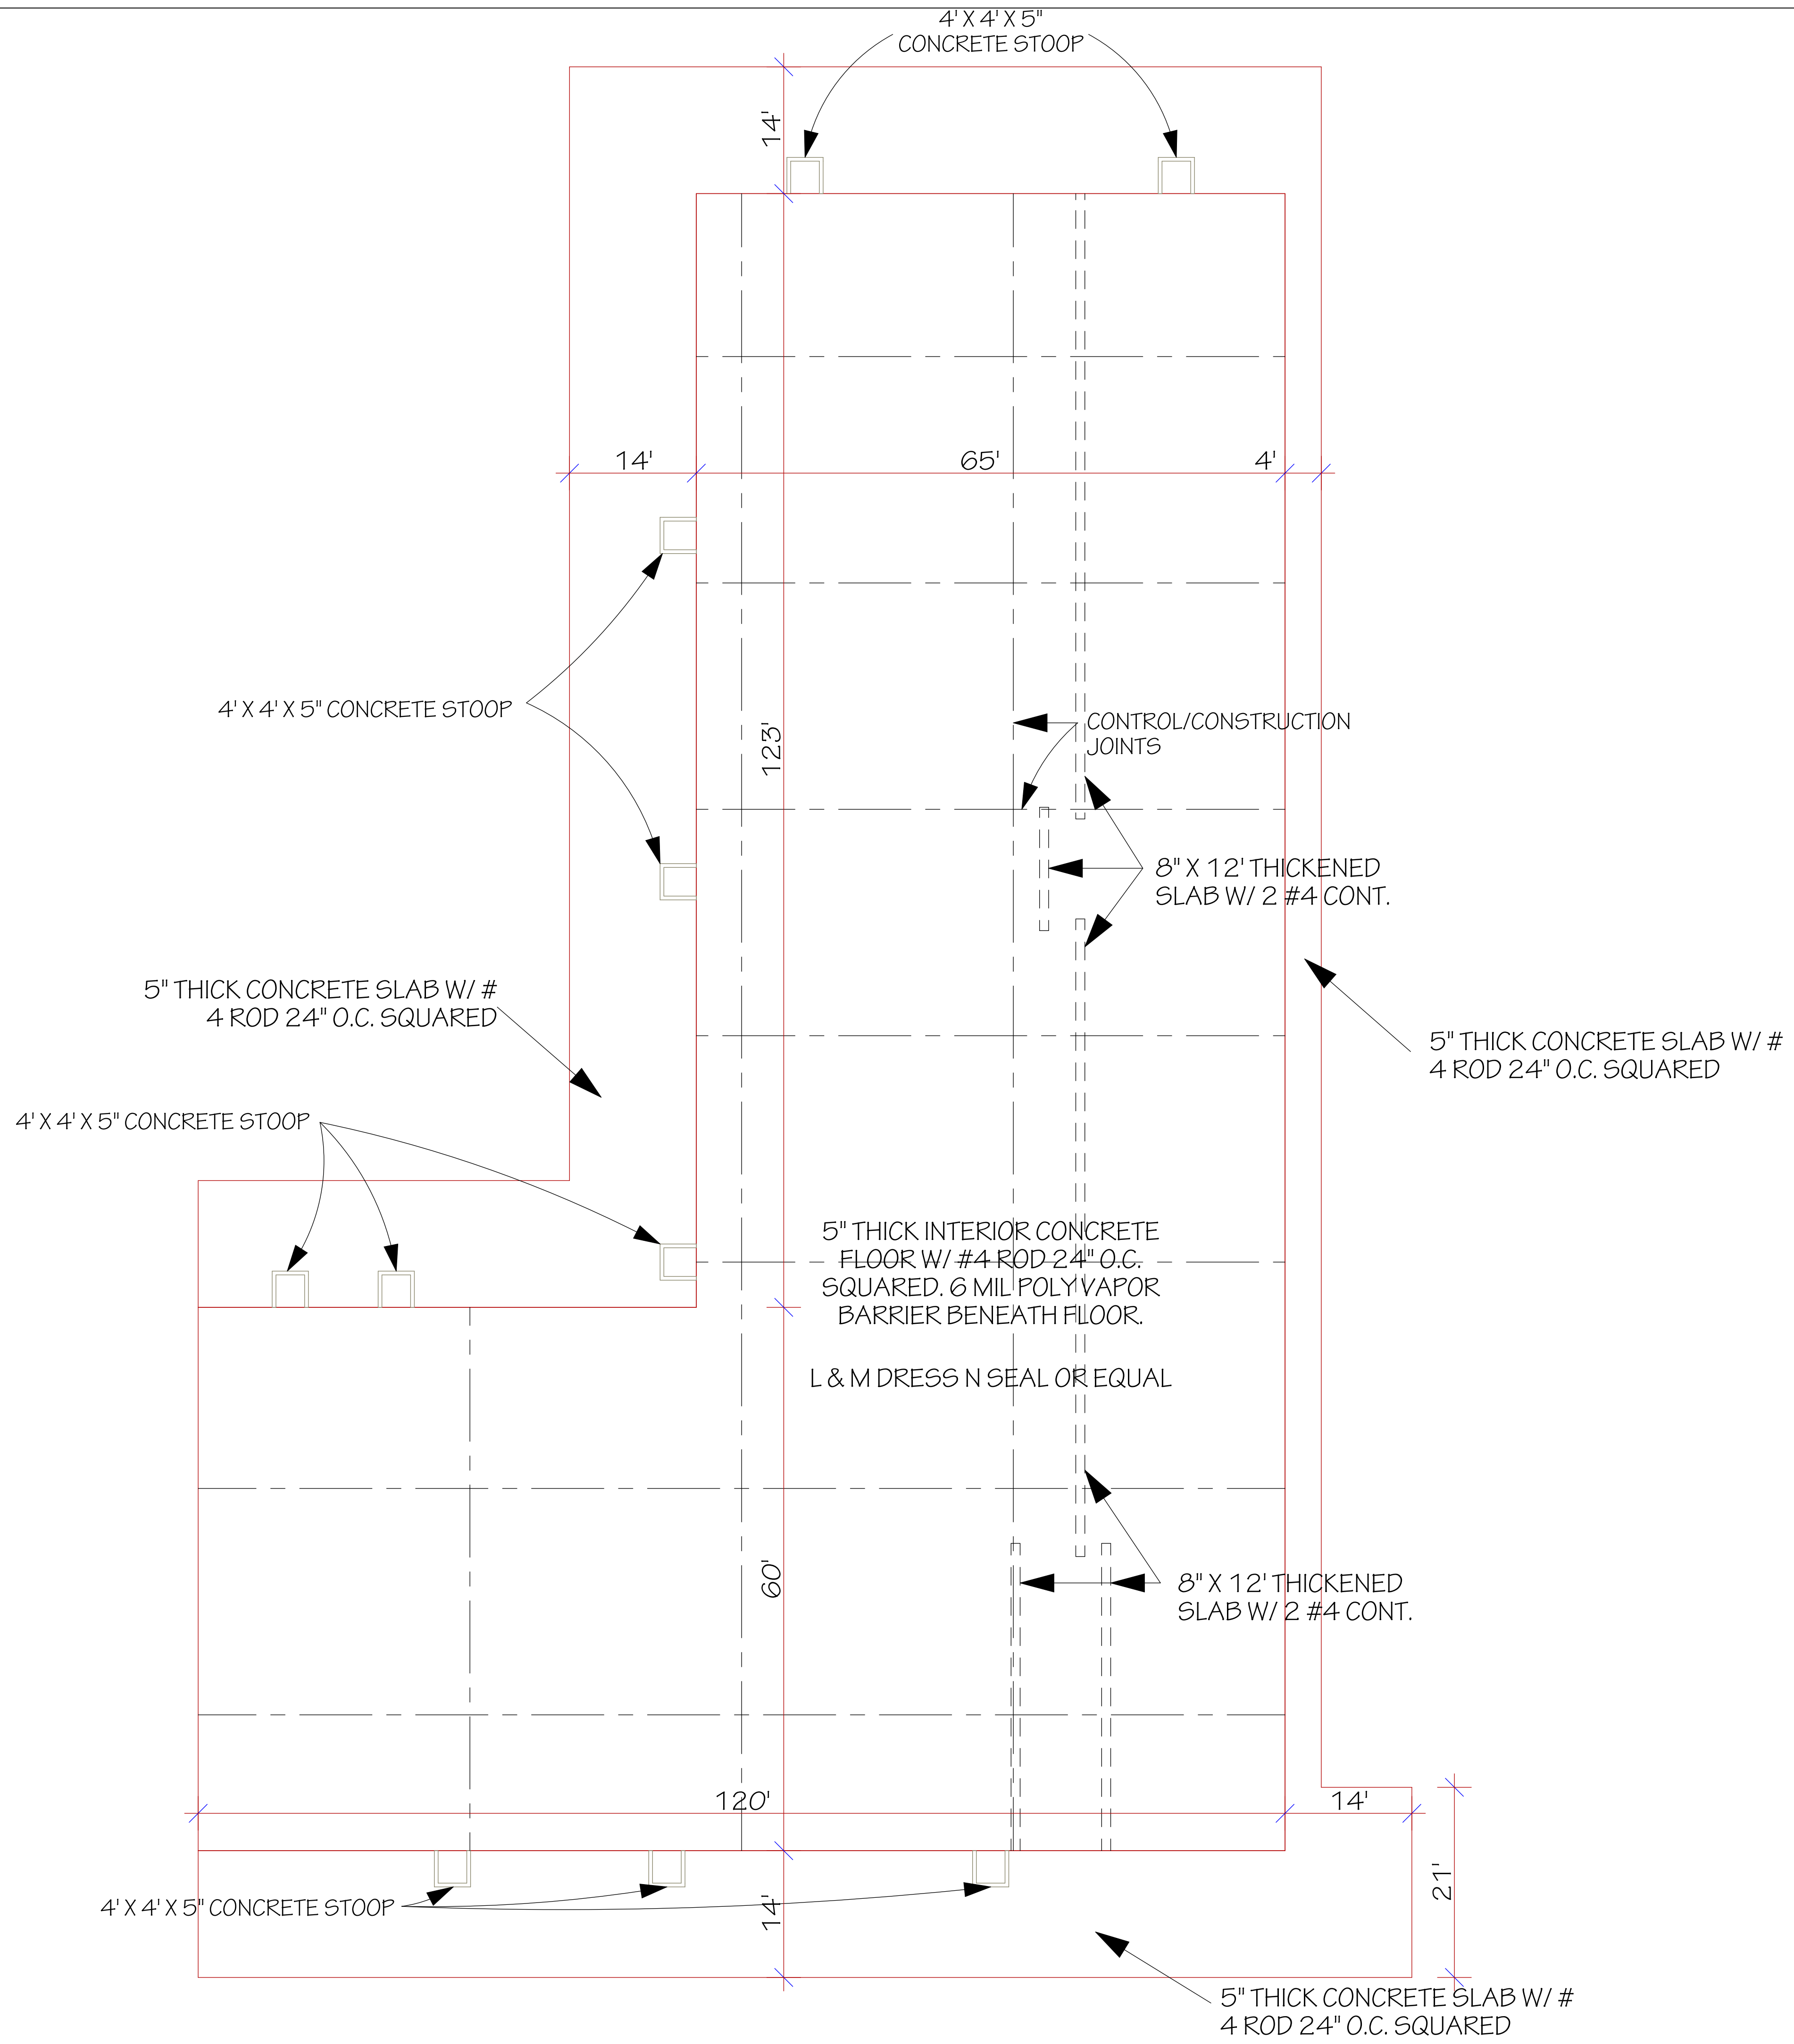 4' X 4' X 5"
CONCRETE STOOP
14'
14'
65'
4'
4' X 4' X 5" CONCRETE STOOP
123'
CONTROL/CONSTRUCTION
JOINTS
8" X 12' THICKENED
SLAB W/ 2 #4 CONT.
5" THICK CONCRETE SLAB W/ #
4 ROD 24" O.C. SQUARED
5" THICK CONCRETE SLAB W/ #
4 ROD 24" O.C. SQUARED
4' X 4' X 5" CONCRETE STOOP
5" THICK INTERIOR CONCRETE
FLOOR W/ #4 ROD 24" O.C.
SQUARED. 6 MIL POLY VAPOR
BARRIER BENEATH FLOOR.
L & M DRESS N SEAL OR EQUAL
60'
8" X 12' THICKENED
SLAB W/ 2 #4 CONT.
120'
14'
21'
4' X 4' X 5" CONCRETE STOOP
14'
5" THICK CONCRETE SLAB W/ #
4 ROD 24" O.C. SQUARED